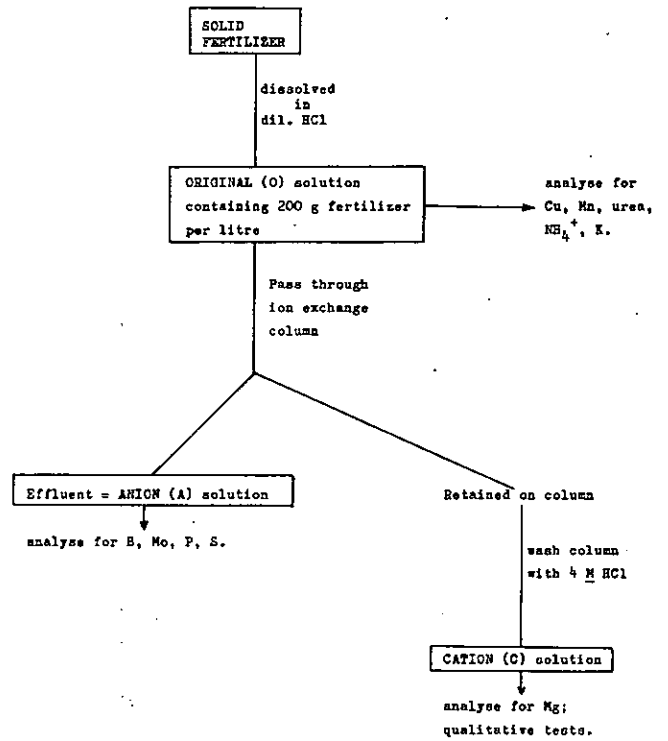 SOLID
FERTILIZER
dissolved
in
dil. HCl
ORIGINAL (O) solution
containing 200 g fertilizer
per litre
analyse for
Cu, Mn, urea,
NH₄⁺, K.
Pass through
ion exchange
column
Effluent = ANION (A) solution
analyse for B, Mo, P, S.
Retained on column
wash column
with 4 M HCl
CATION (C) solution
analyse for Mg;
qualitative tests.